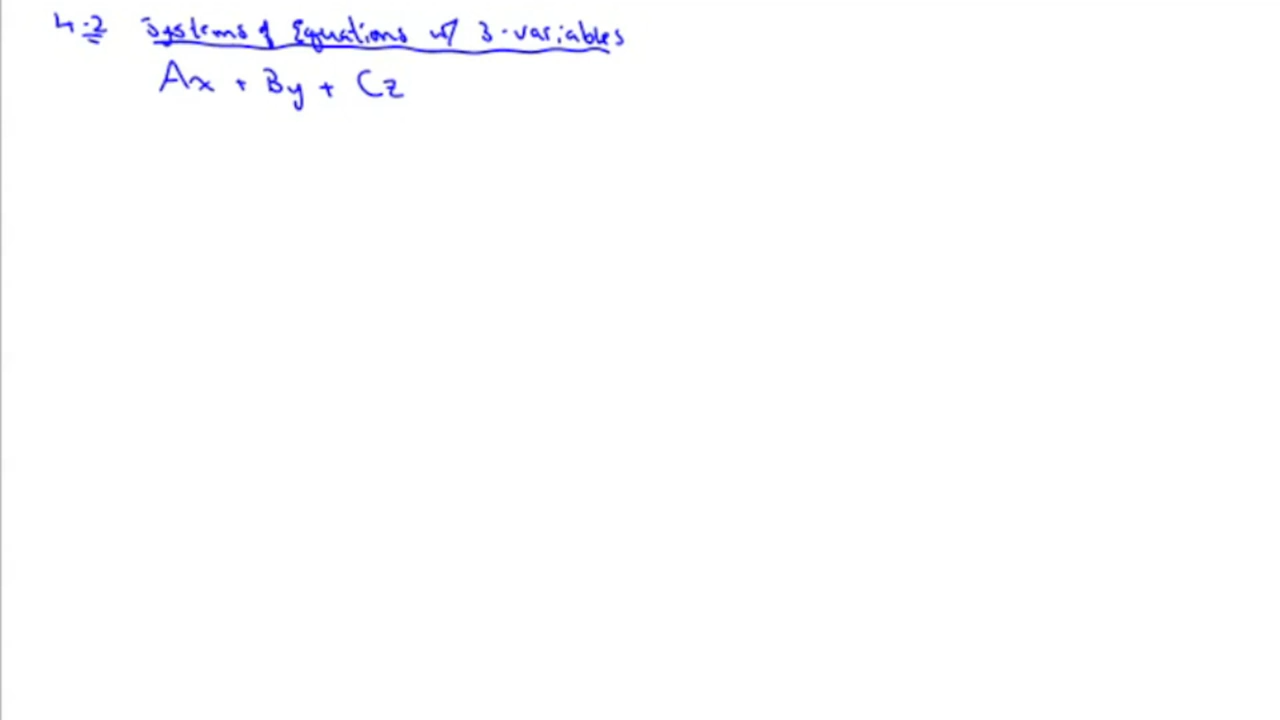 4.2 Systems of Equations w/ 3-variables
Ax + By + Cz